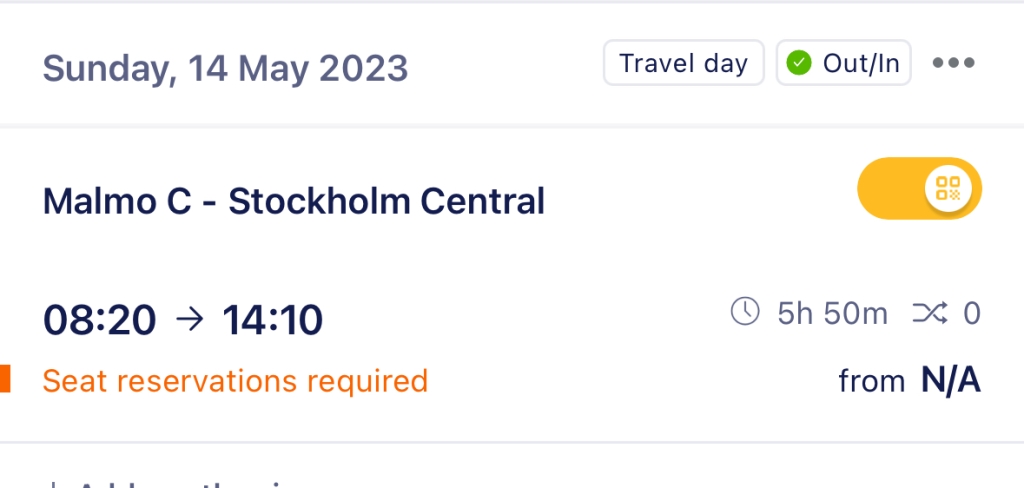 Sunday, 14 May 2023 Travel day Out/In
Malmo C - Stockholm Central
08:20 → 14:10 5h 50m 0
Seat reservations required from N/A